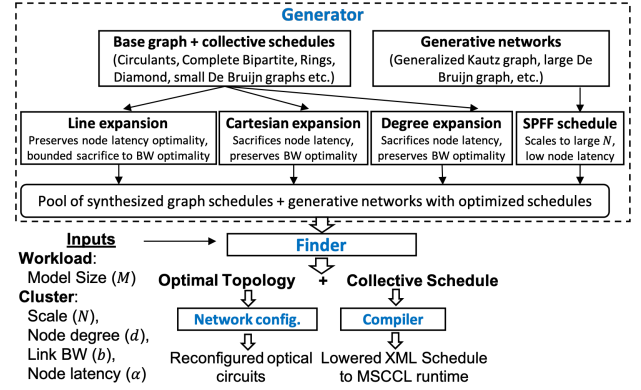 Generator
Base graph + collective schedules
(Circulants, Complete Bipartite, Rings,
Diamond, small De Bruijn graphs etc.)
Generative networks
(Generalized Kautz graph, large De
Bruijn graph, etc.)
Line expansion
Preserves node latency optimality,
bounded sacrifice to BW optimality
Cartesian expansion
Sacrifices node latency,
preserves BW optimality
Degree expansion
Sacrifices node latency,
preserves BW optimality
SPFF schedule
Scales to large N,
low node latency
Pool of synthesized graph schedules + generative networks with optimized schedules
Inputs
Workload:
Model Size (M)
Cluster:
Scale (N),
Node degree (d),
Link BW (b),
Node latency (α)
Finder
Optimal Topology + Collective Schedule
Network config.
Compiler
Reconfigured optical
circuits
Lowered XML Schedule
to MSCCL runtime